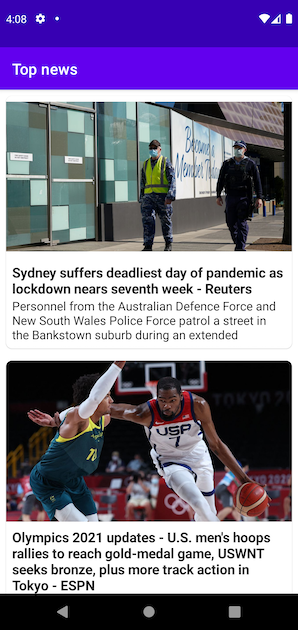 4:08
Top news
Become
Member Today
Sydney suffers deadliest day of pandemic as
lockdown nears seventh week - Reuters
Personnel from the Australian Defence Force and
New South Wales Police Force patrol a street in
the Bankstown suburb during an extended
7
Olympics 2021 updates - U.S. men's hoops
rallies to reach gold-medal game, USWNT
seeks bronze, plus more track action in
Tokyo - ESPN